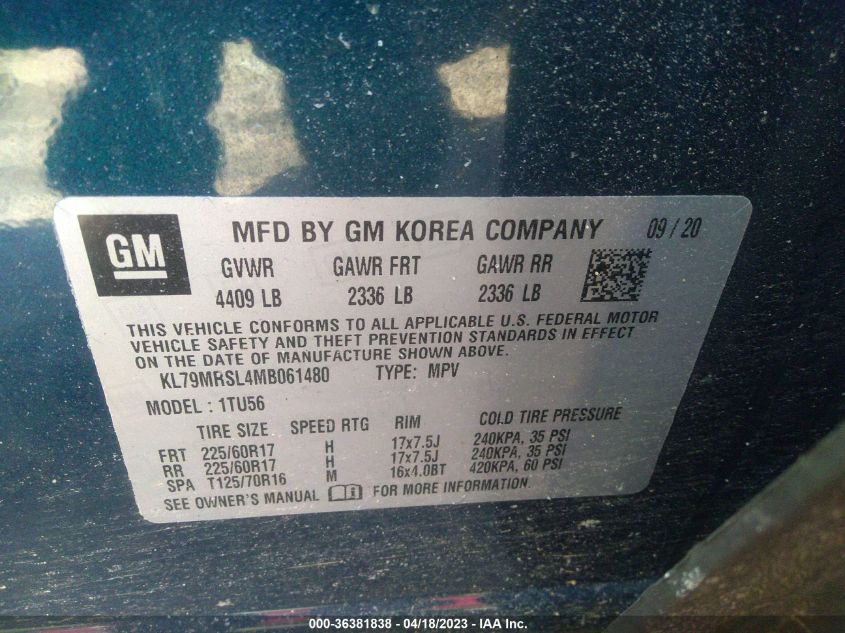 GM MFD BY GM KOREA COMPANY 09 / 20
GVWR GAWR FRT GAWR RR
4409 LB 2336 LB 2336 LB
THIS VEHICLE CONFORMS TO ALL APPLICABLE U.S. FEDERAL MOTOR
VEHICLE SAFETY AND THEFT PREVENTION STANDARDS IN EFFECT
ON THE DATE OF MANUFACTURE SHOWN ABOVE.
KL79MRSL4MB061480 TYPE: MPV
MODEL : 1TU56
TIRE SIZE SPEED RTG RIM COLD TIRE PRESSURE
FRT 225/60R17 H 17x7.5J 240KPA, 35 PSI
RR 225/60R17 H 17x7.5J 240KPA, 35 PSI
SPA T125/70R16 M 16x4.0BT 420KPA, 60 PSI
SEE OWNER'S MANUAL FOR MORE INFORMATION.
000-36381838 - 04/18/2023 - IAA Inc.